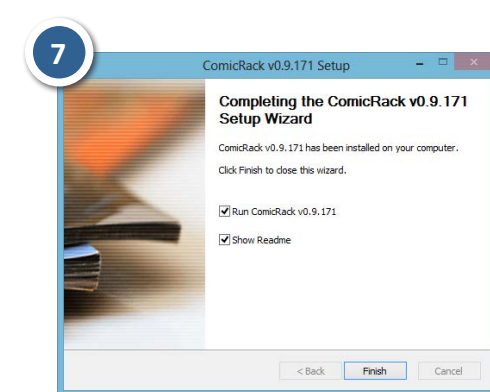 7
ComicRack v0.9.171 Setup
Completing the ComicRack v0.9.171
Setup Wizard
ComicRack v0.9.171 has been installed on your computer.
Click Finish to close this wizard.
Run ComicRack v0.9.171
Show Readme
< Back Finish Cancel